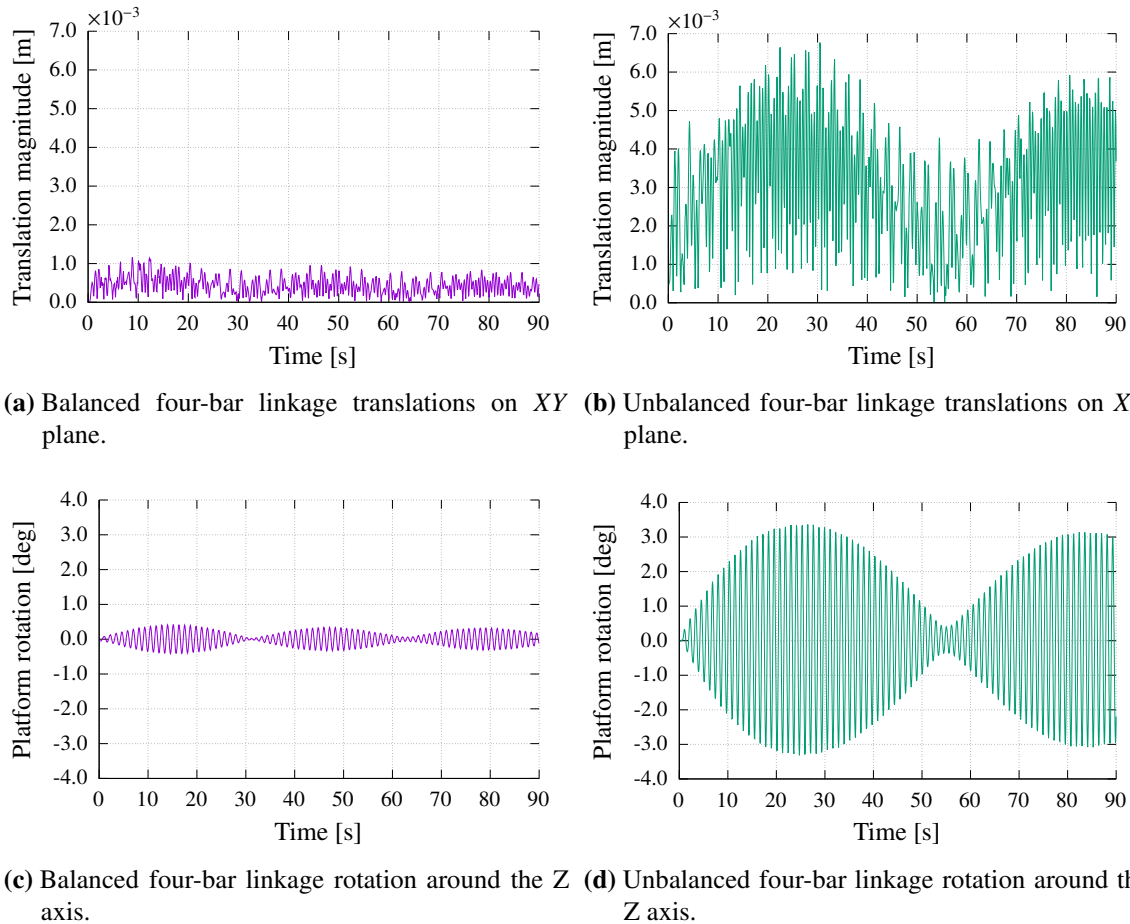 ×10⁻³
7.0
6.0
5.0
4.0
3.0
2.0
1.0
0.0
Translation magnitude [m]
0 10 20 30 40 50 60 70 80 90
Time [s]
(a) Balanced four-bar linkage translations on XY
plane.
×10⁻³
7.0
6.0
5.0
4.0
3.0
2.0
1.0
0.0
Translation magnitude [m]
0 10 20 30 40 50 60 70 80 90
Time [s]
(b) Unbalanced four-bar linkage translations on X
plane.
4.0
3.0
2.0
1.0
0.0
-1.0
-2.0
-3.0
-4.0
Platform rotation [deg]
0 10 20 30 40 50 60 70 80 90
Time [s]
(c) Balanced four-bar linkage rotation around the Z
axis.
4.0
3.0
2.0
1.0
0.0
-1.0
-2.0
-3.0
-4.0
Platform rotation [deg]
0 10 20 30 40 50 60 70 80 90
Time [s]
(d) Unbalanced four-bar linkage rotation around th
Z axis.